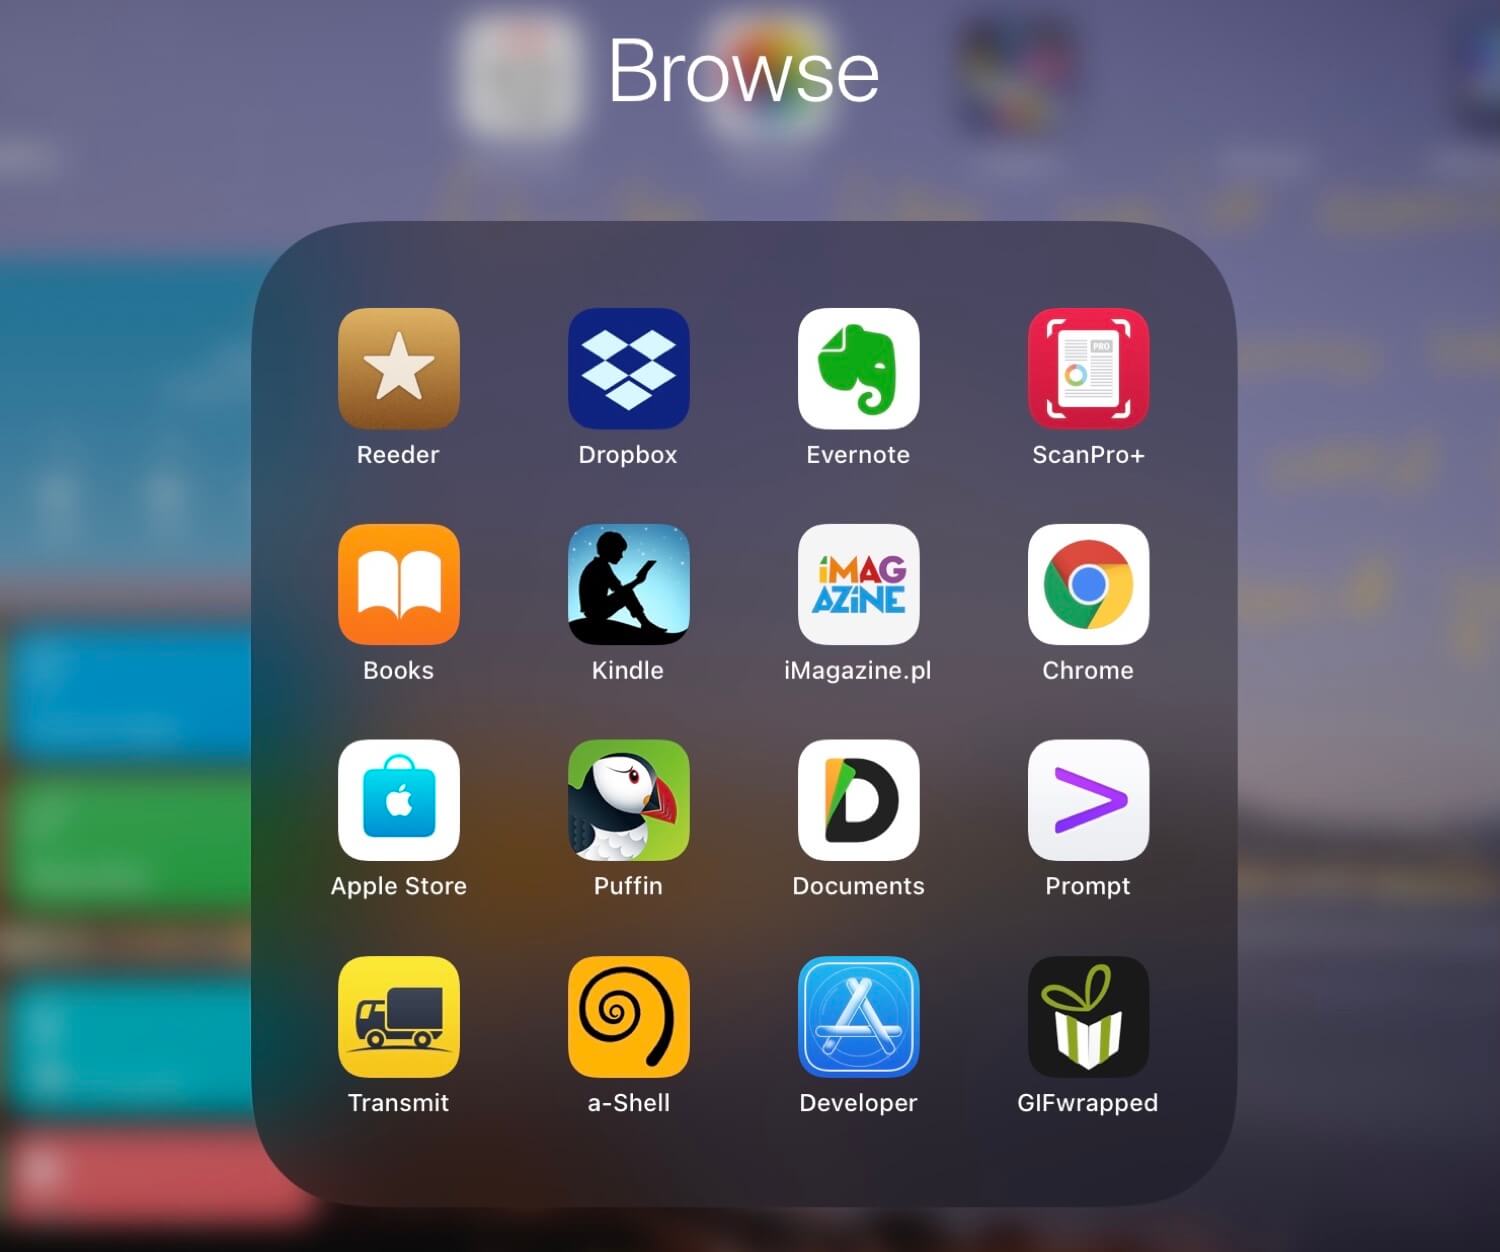 Browse
PRO
Reeder
Dropbox
Evernote
ScanPro+
iMAG
AZiNE
Books
Kindle
iMagazine.pl
Chrome
Apple Store
Puffin
Documents
Prompt
Transmit
a-Shell
Developer
GIFwrapped